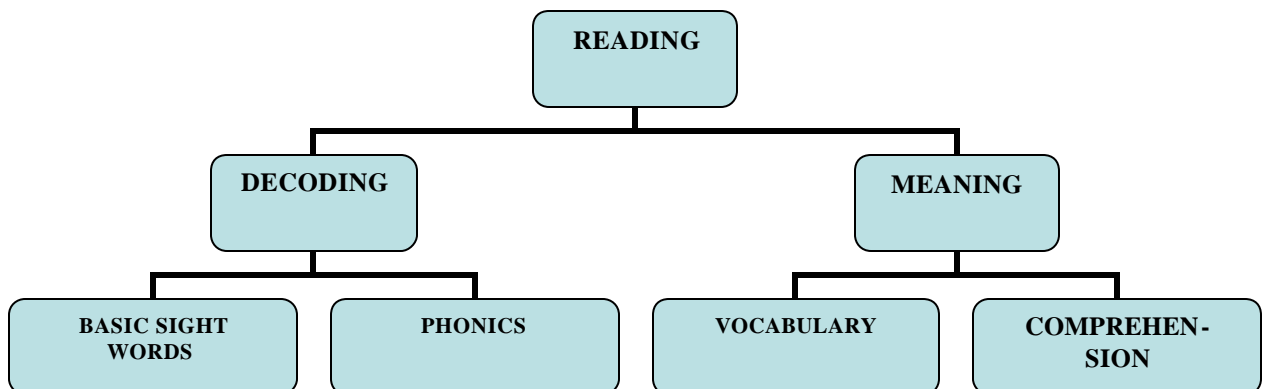 READING
DECODING
MEANING
BASIC SIGHT
WORDS
PHONICS
VOCABULARY
COMPREHEN-
SION